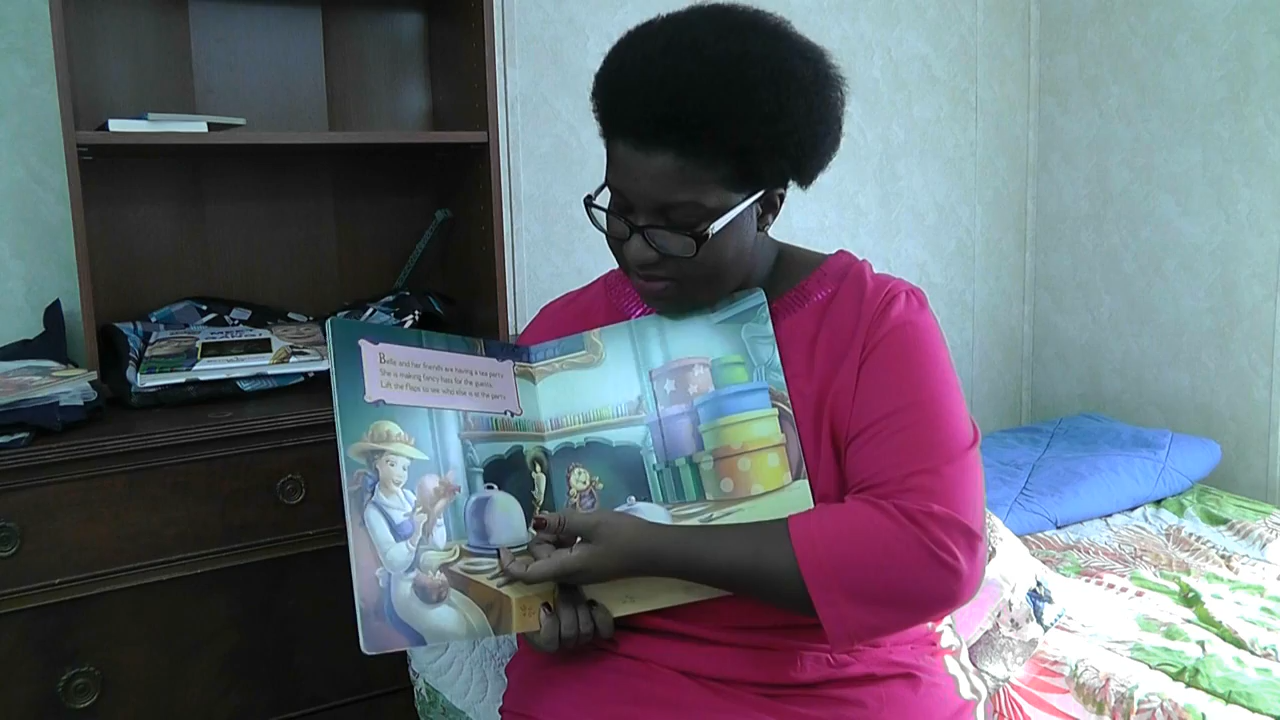 Belle and her friends are having a tea party.
She is making fancy hats for the guests.
Lift the flaps to see who else is at the party.